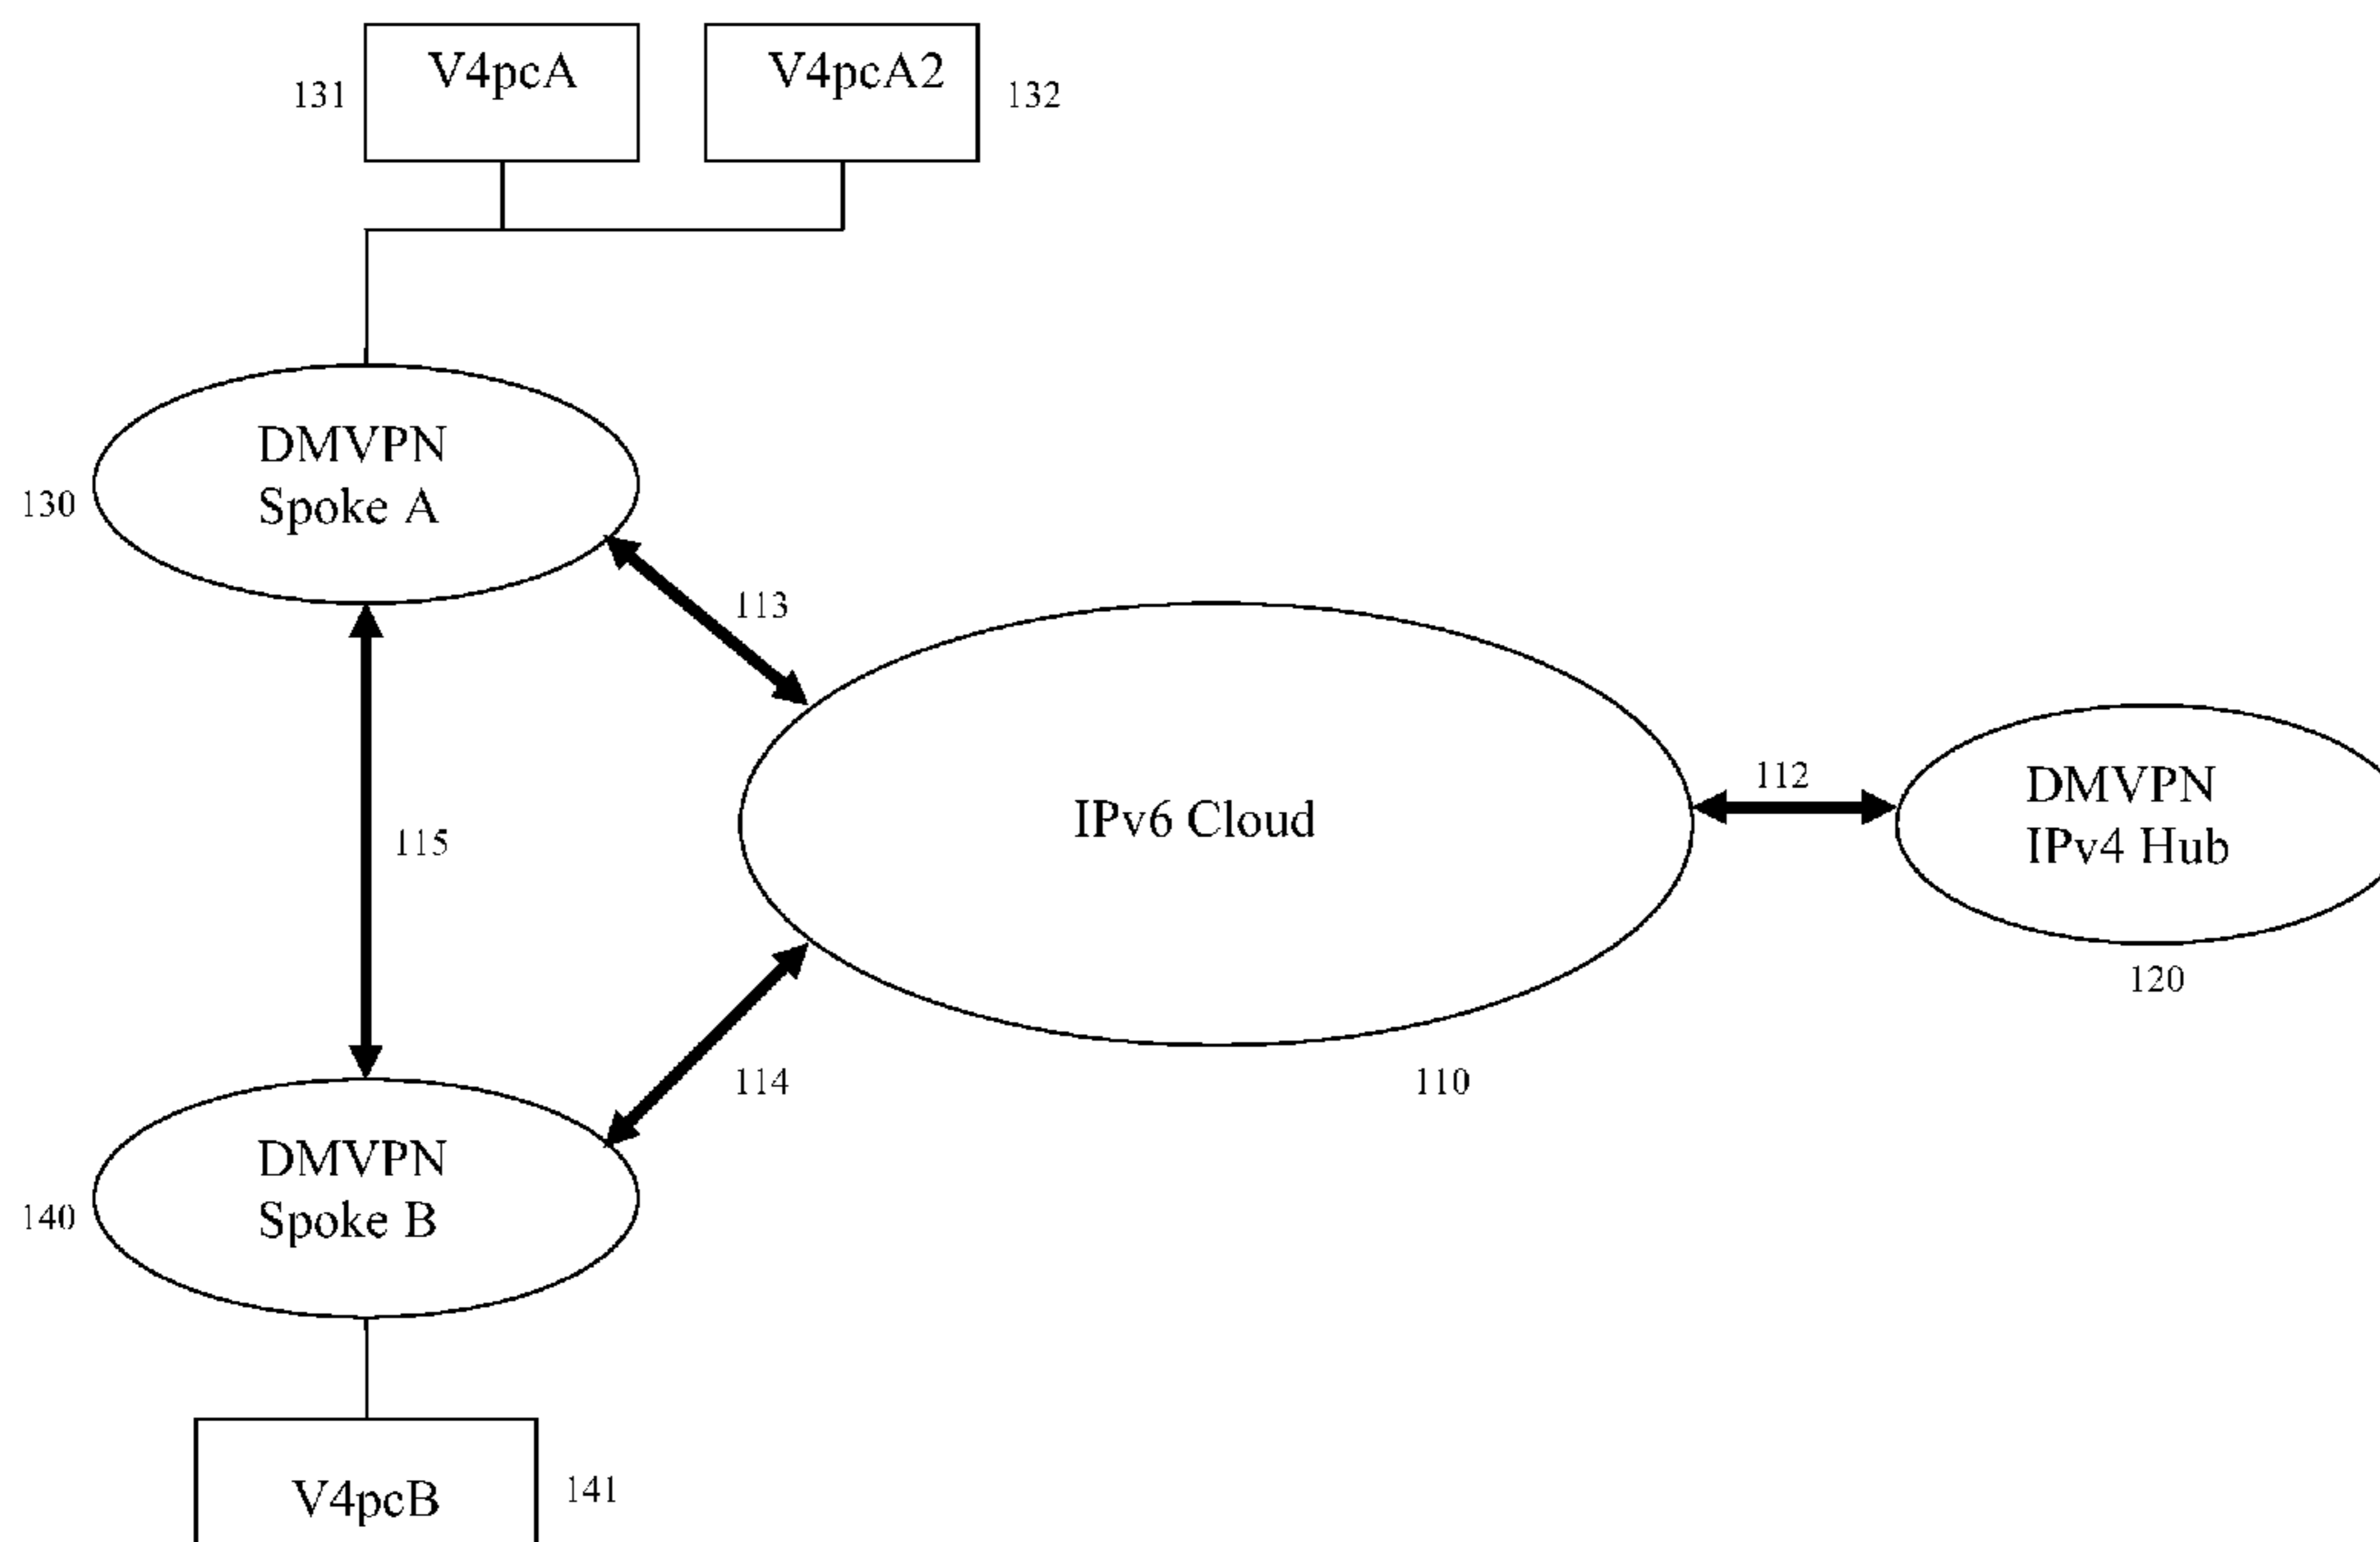 131
V4pcA
V4pcA2
132
DMVPN
Spoke A
130
113
115
IPv6 Cloud
112
DMVPN
IPv4 Hub
120
114
110
DMVPN
Spoke B
140
V4pcB
141